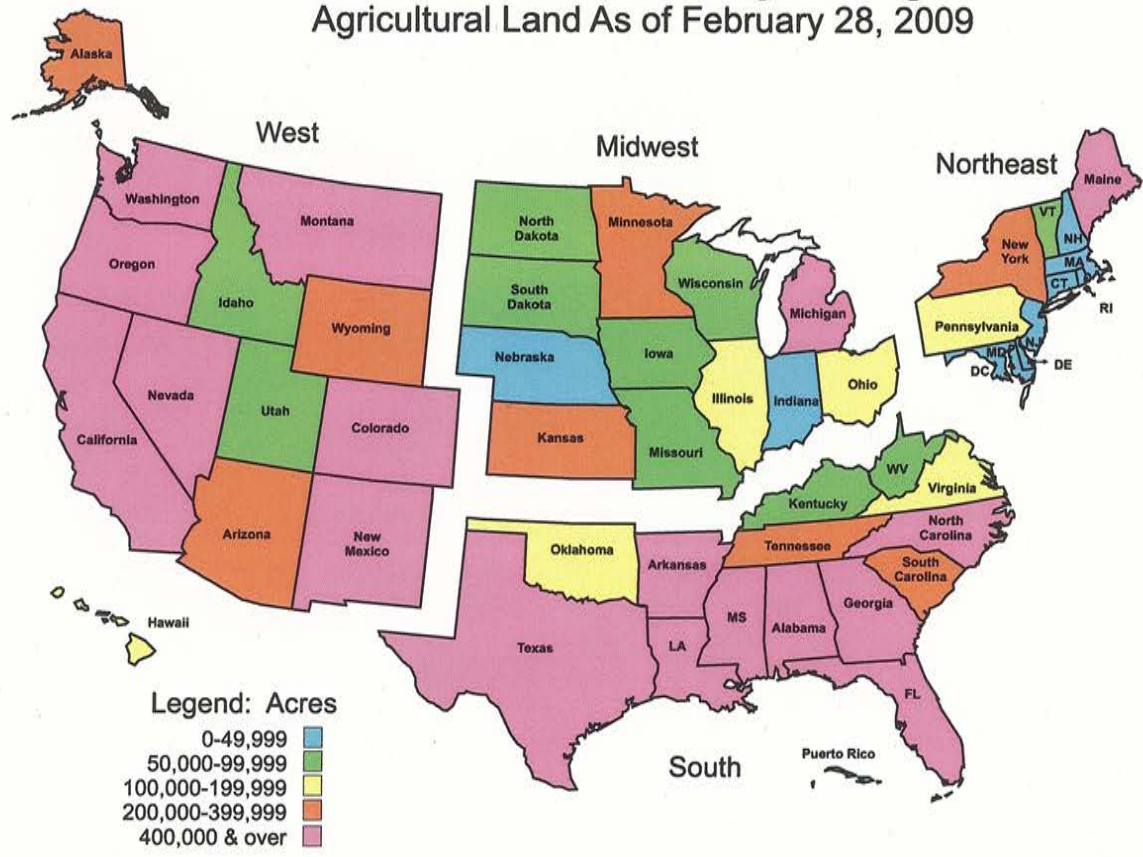 Agricultural Land As of February 28, 2009
Alaska
West
Midwest
Northeast
Washington
Montana
Oregon
Idaho
Wyoming
Nevada
Utah
Colorado
California
Arizona
New
Mexico
Hawaii
North
Dakota
Minnesota
South
Dakota
Wisconsin
Michigan
Nebraska
Iowa
Illinois
Indiana
Ohio
Kansas
Missouri
Maine
VT
NH
New
York
MA
CT
RI
Pennsylvania
NJ
MD
DE
DC
WV
Virginia
Kentucky
Oklahoma
Arkansas
Tennessee
North
Carolina
South
Carolina
Texas
LA
MS
Alabama
Georgia
FL
South
Puerto Rico
Legend: Acres
0-49,999
50,000-99,999
100,000-199,999
200,000-399,999
400,000 & over